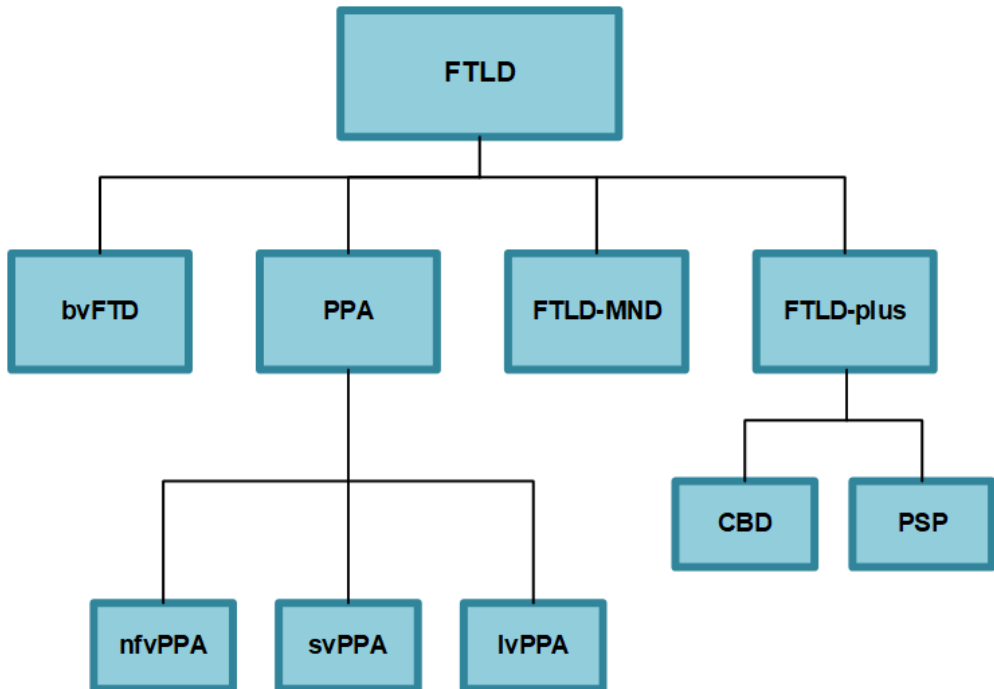 FTLD
bvFTD
PPA
FTLD-MND
FTLD-plus
CBD
PSP
nfvPPA
svPPA
lvPPA